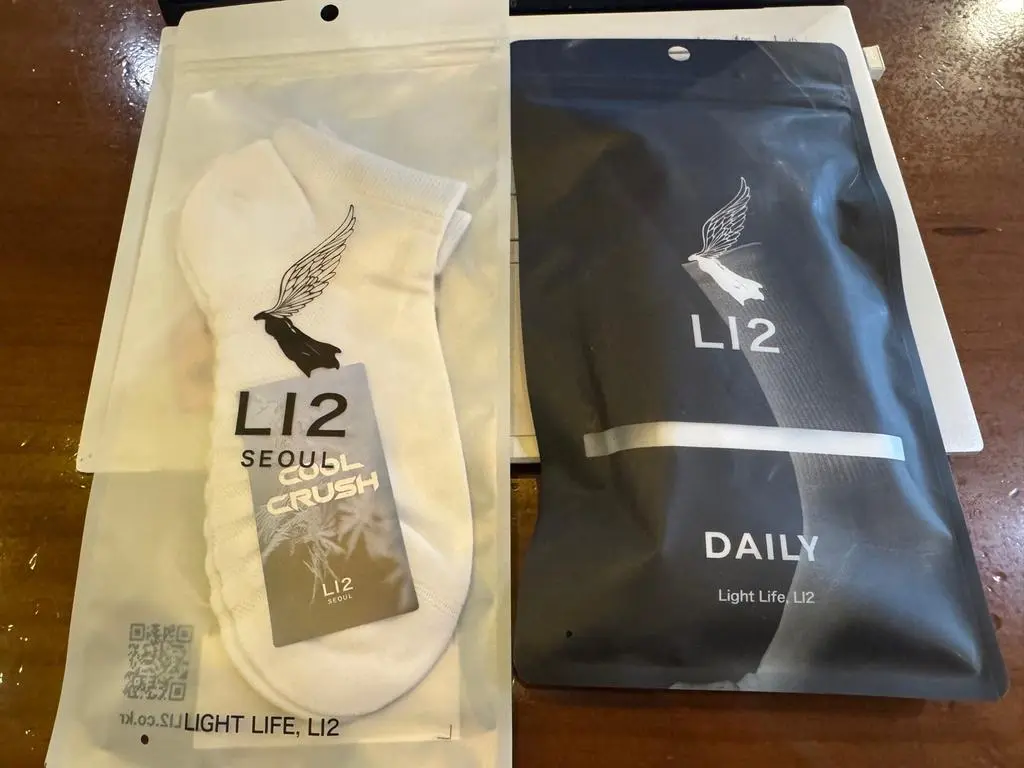 LI2
SEOUL
COOL
CRUSH
LI2
SEOUL
LI2.co.kr
LIGHT LIFE, LI2
LI2
DAILY
Light Life, LI2